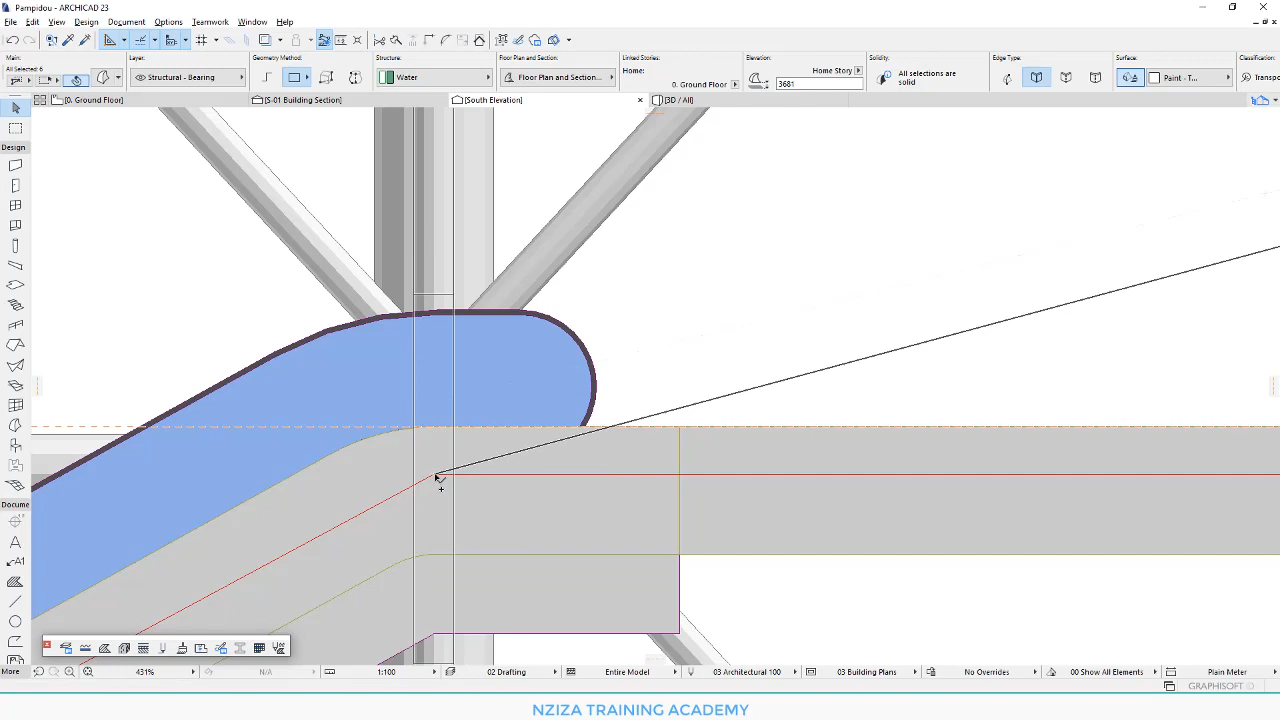 Pampidou - ARCHICAD 23
File Edit View Design Document Options Teamwork Window Help
Main:
All Selected: 6
Layer:
Structural - Bearing
Geometry Method:
Structure:
Water
Floor Plan and Section:
Floor Plan and Section...
Linked Stories:
Home:
0. Ground Floor
Elevation:
Home Story
3681
Solidity:
All selections are solid
Edge Type:
Surface:
Paint - T...
Classification:
Transpo
[0. Ground Floor]
[S-01 Building Section]
[South Elevation]
[3D / All]
Design
Docume
More
431%
N/A
1:100
02 Drafting
Entire Model
03 Architectural 100
03 Building Plans
No Overrides
00 Show All Elements
Plain Meter
GRAPHISOFT
NZIZA TRAINING ACADEMY